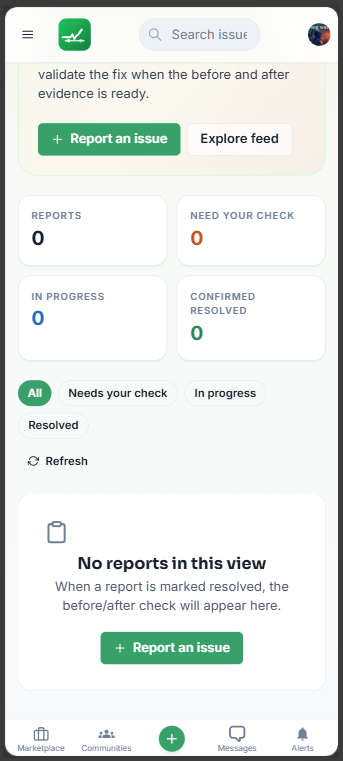 Search issue
validate the fix when the before and after
evidence is ready.
+ Report an issue
Explore feed
REPORTS
0
NEED YOUR CHECK
0
IN PROGRESS
0
CONFIRMED
RESOLVED
0
All
Needs your check
In progress
Resolved
Refresh
No reports in this view
When a report is marked resolved, the
before/after check will appear here.
+ Report an issue
Marketplace
Communities
Messages
Alerts